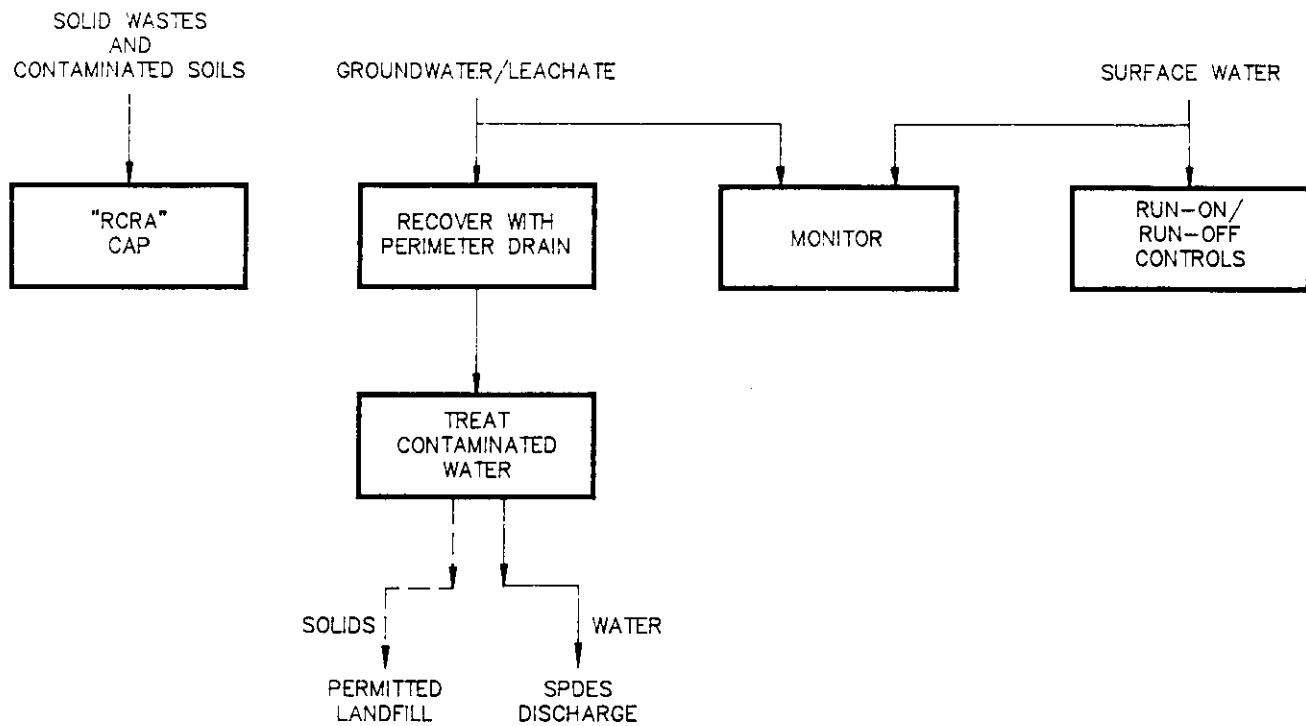 SOLID WASTES
AND
CONTAMINATED SOILS
GROUNDWATER/LEACHATE
SURFACE WATER
"RCRA"
CAP
RECOVER WITH
PERIMETER DRAIN
MONITOR
RUN-ON/
RUN-OFF
CONTROLS
TREAT
CONTAMINATED
WATER
SOLIDS
WATER
PERMITTED
LANDFILL
SPDES
DISCHARGE